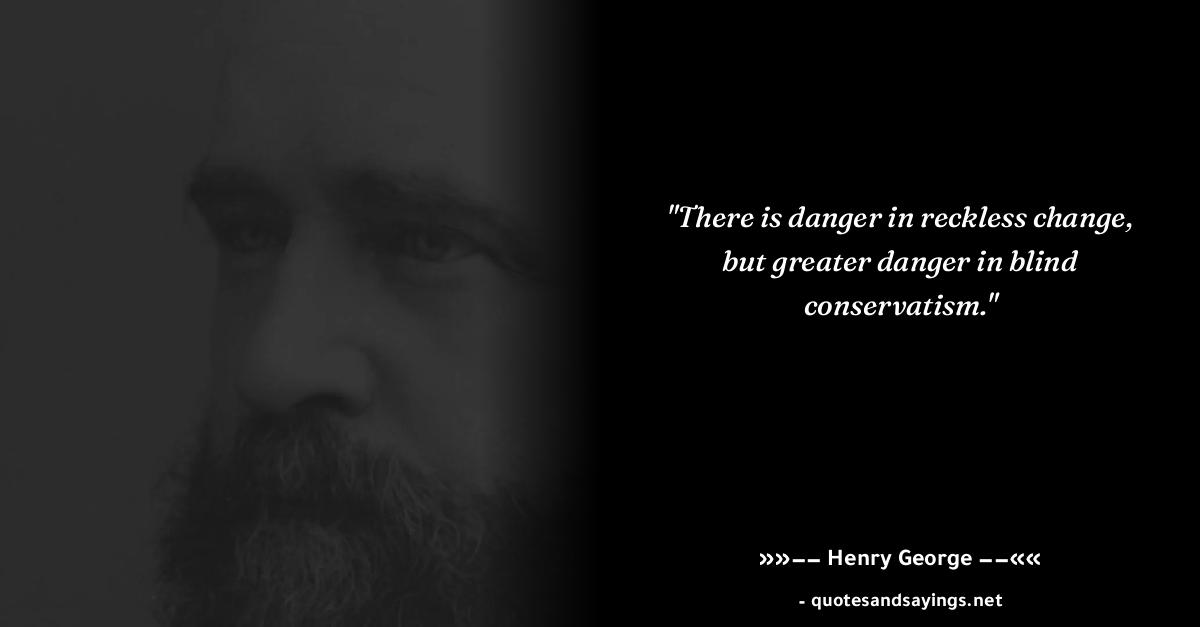 "There is danger in reckless change,
but greater danger in blind
conservatism."
»»−− Henry George −−««
- quotesandsayings.net